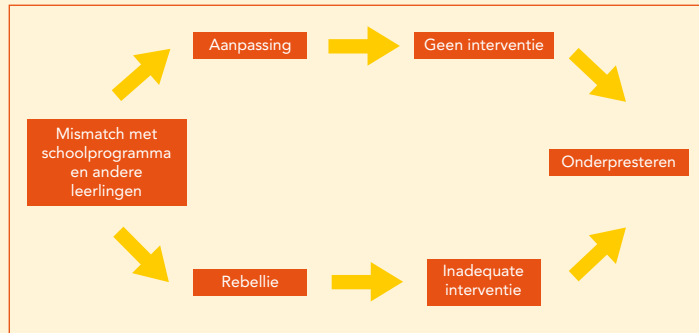 Aanpassing
Geen interventie
Mismatch met
schoolprogramma
en andere
leerlingen
Onderpresteren
Rebellie
Inadequate
interventie